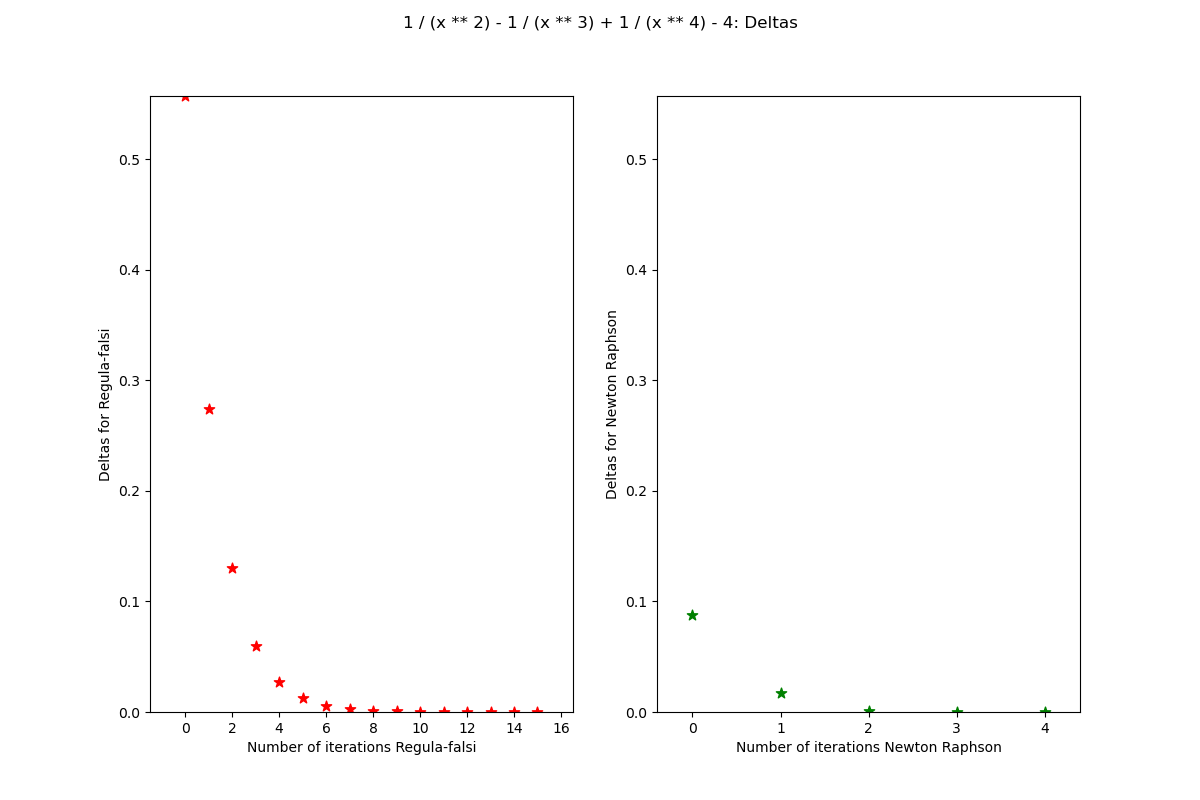 1 / (x ** 2) - 1 / (x ** 3) + 1 / (x ** 4) - 4: Deltas
Deltas for Regula-falsi
0.5
0.4
0.3
0.2
0.1
0.0
0 2 4 6 8 10 12 14 16
Number of iterations Regula-falsi
Deltas for Newton Raphson
0.5
0.4
0.3
0.2
0.1
0.0
0 1 2 3 4
Number of iterations Newton Raphson